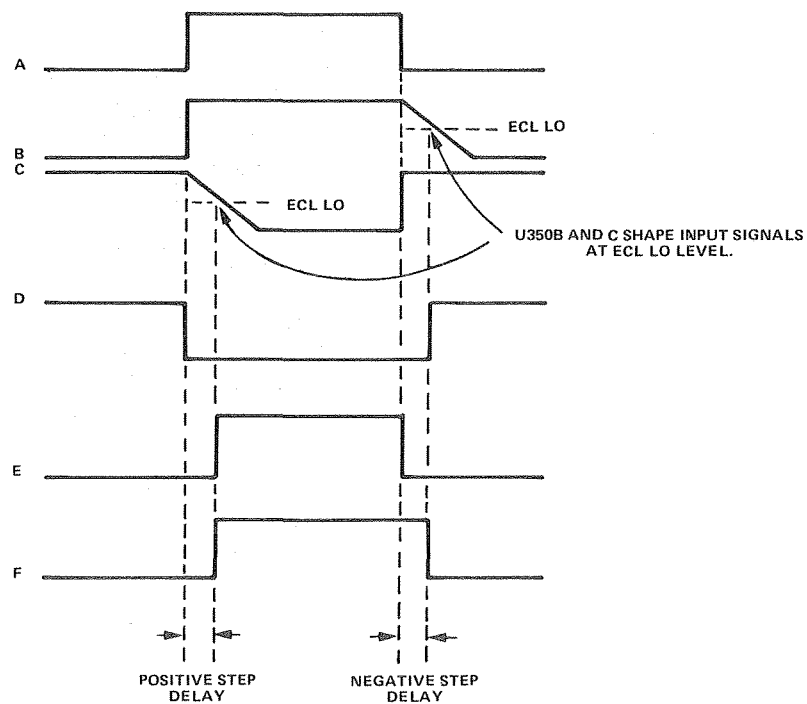 A
B
ECL LO
C
ECL LO
U350B AND C SHAPE INPUT SIGNALS
AT ECL LO LEVEL.
D
E
F
POSITIVE STEP
DELAY
NEGATIVE STEP
DELAY